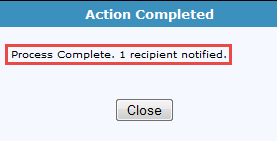 Action Completed
Process Complete. 1 recipient notified.
Close